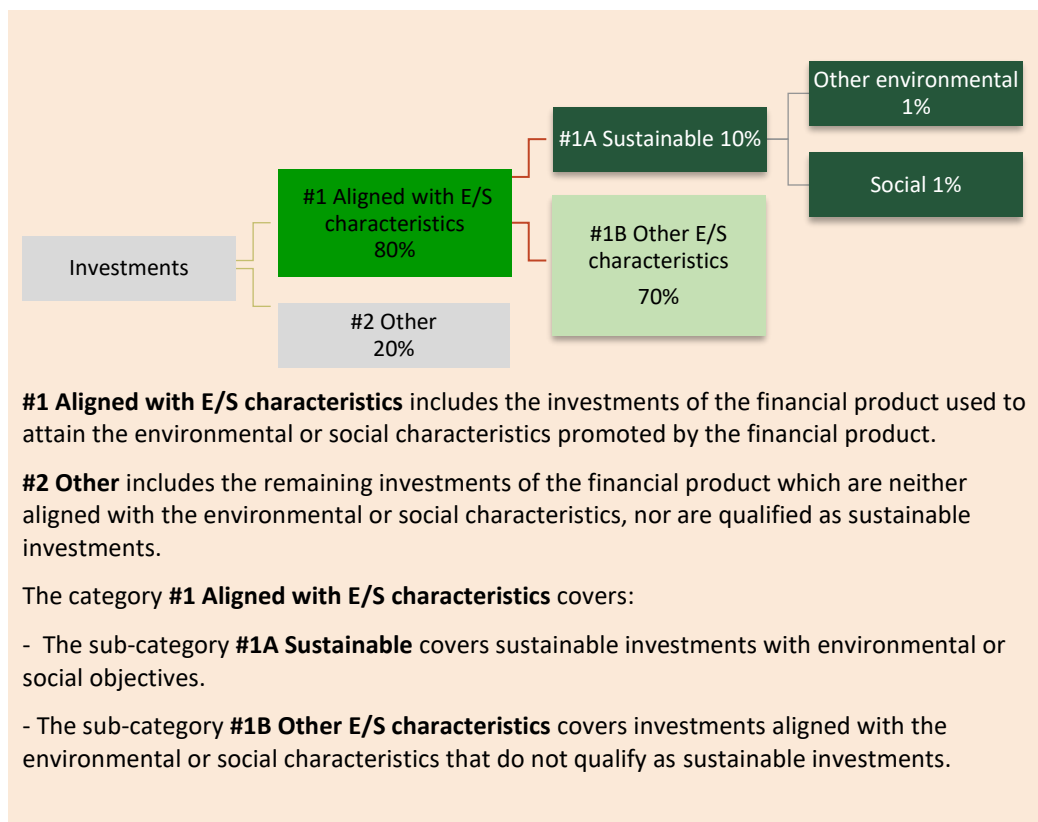 Other environmental
1%
#1A Sustainable 10%
Social 1%
#1 Aligned with E/S
characteristics
80%
#1B Other E/S
characteristics
70%
Investments
#2 Other
20%
#1 Aligned with E/S characteristics includes the investments of the financial product used to
attain the environmental or social characteristics promoted by the financial product.
#2 Other includes the remaining investments of the financial product which are neither
aligned with the environmental or social characteristics, nor are qualified as sustainable
investments.
The category #1 Aligned with E/S characteristics covers:
- The sub-category #1A Sustainable covers sustainable investments with environmental or
social objectives.
- The sub-category #1B Other E/S characteristics covers investments aligned with the
environmental or social characteristics that do not qualify as sustainable investments.